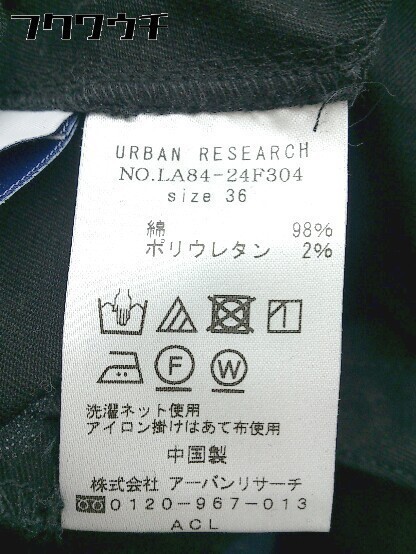 フクウクチ
URBAN RESEARCH
NO.LA84-24F304
size 36
綿 98%
ポリウレタン 2%
F W
洗濯ネット使用
アイロン掛けはあて布使用
中国製
株式会社 アーバンリサーチ
0120-967-013
ACL